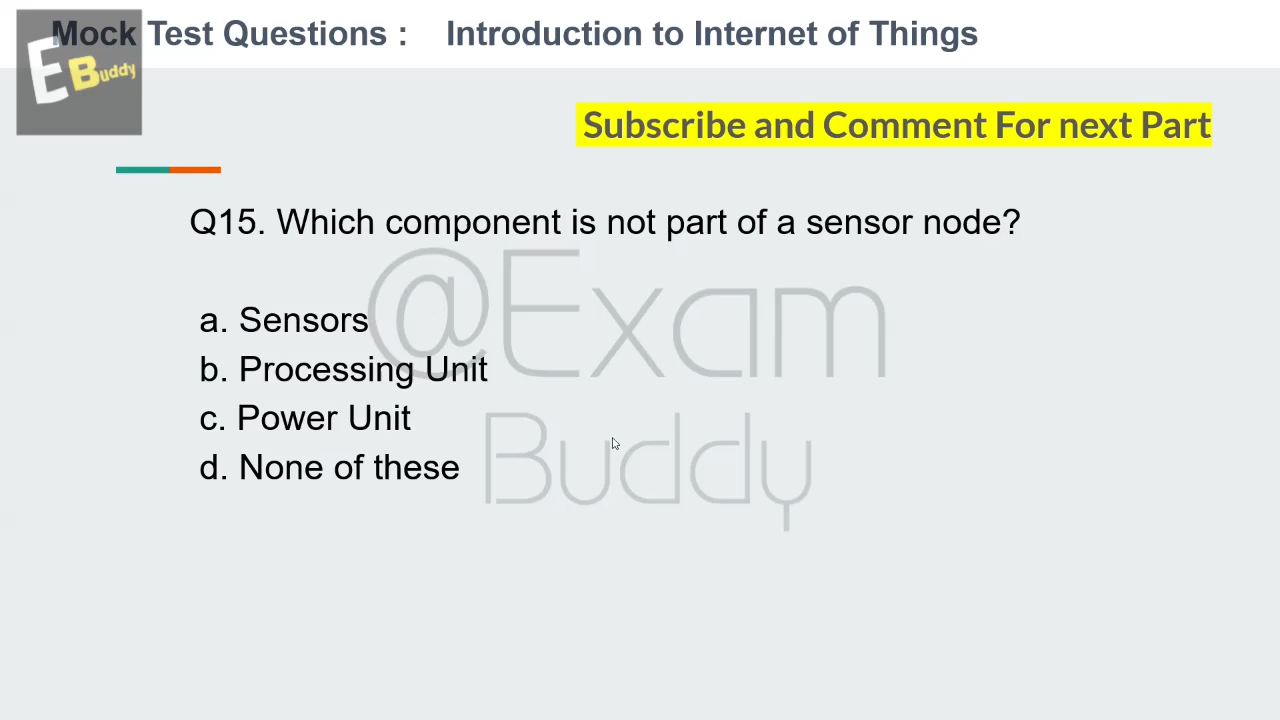 Mock Test Questions : Introduction to Internet of Things
E Buddy
Subscribe and Comment For next Part
Q15. Which component is not part of a sensor node?
a. Sensors
b. Processing Unit
c. Power Unit
d. None of these
@Exam
Buddy